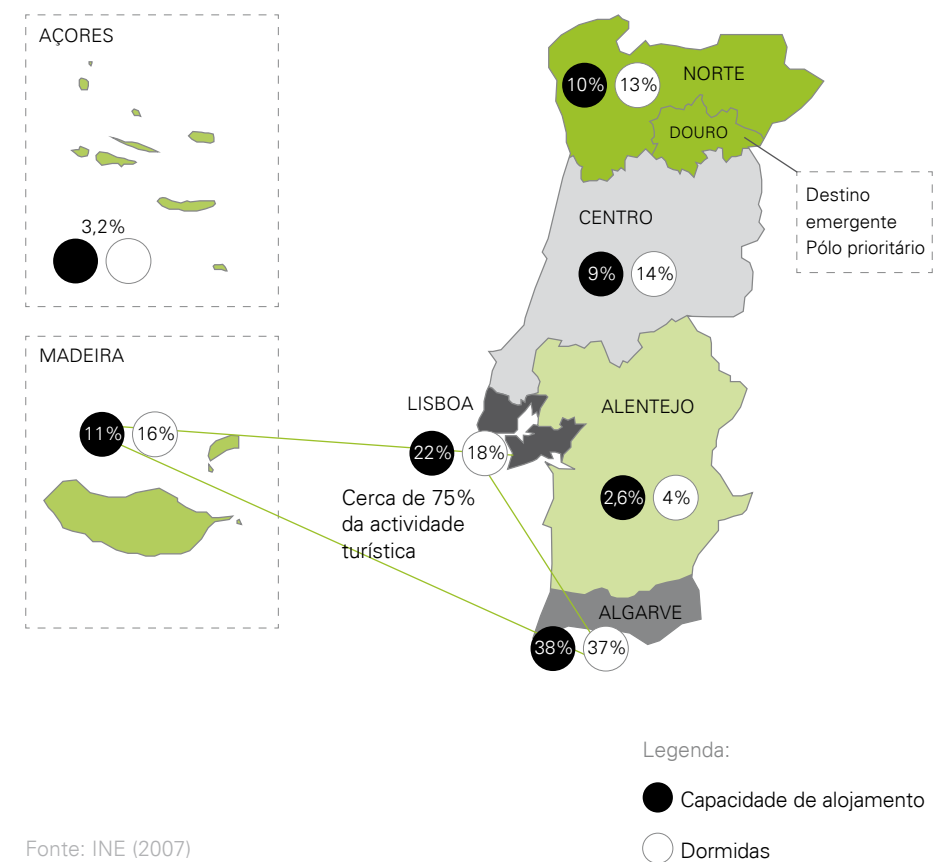 AÇORES
3,2%
MADEIRA
11%
16%
NORTE
10%
13%
DOURO
Destino
emergente
Pólo prioritário
CENTRO
9%
14%
LISBOA
22%
18%
Cerca de 75%
da actividade
turística
ALENTEJO
2,6%
4%
ALGARVE
38%
37%
Legenda:
Capacidade de alojamento
Dormidas
Fonte: INE (2007)